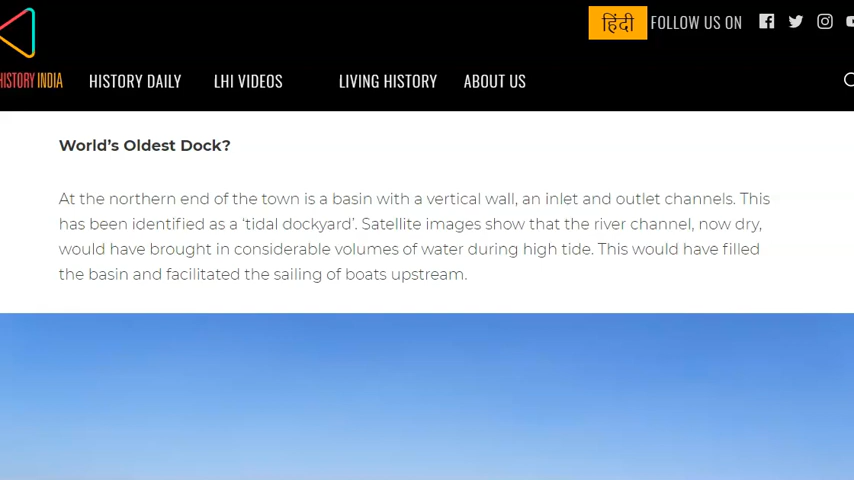 हिंदी FOLLOW US ON
HISTORY INDIA HISTORY DAILY LHI VIDEOS LIVING HISTORY ABOUT US
World's Oldest Dock?
At the northern end of the town is a basin with a vertical wall, an inlet and outlet channels. This
has been identified as a ‘tidal dockyard’. Satellite images show that the river channel, now dry,
would have brought in considerable volumes of water during high tide. This would have filled
the basin and facilitated the sailing of boats upstream.